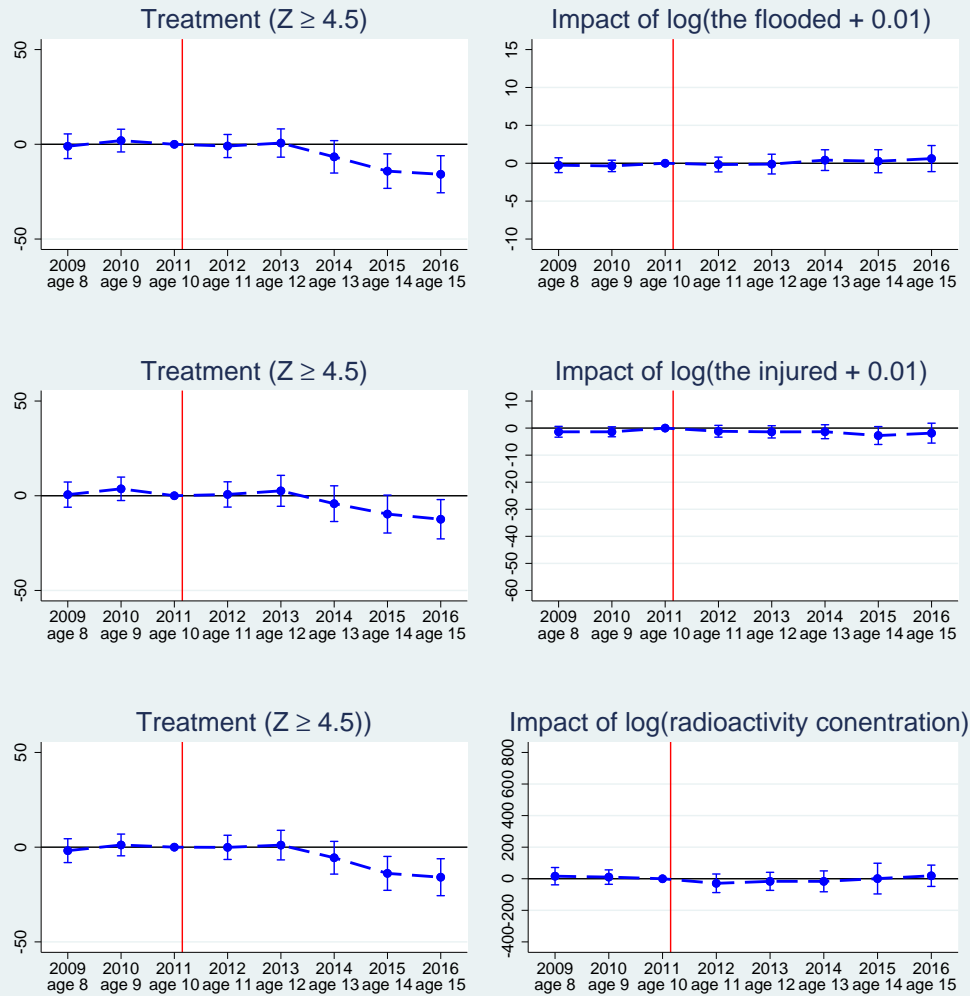 Treatment (Z ≥ 4.5)
50
0
-50
2009 2010 2011 2012 2013 2014 2015 2016
age 8 age 9 age 10 age 11 age 12 age 13 age 14 age 15
Impact of log(the flooded + 0.01)
15
10
5
0
-5
-10
2009 2010 2011 2012 2013 2014 2015 2016
age 8 age 9 age 10 age 11 age 12 age 13 age 14 age 15
Treatment (Z ≥ 4.5)
50
0
-50
2009 2010 2011 2012 2013 2014 2015 2016
age 8 age 9 age 10 age 11 age 12 age 13 age 14 age 15
Impact of log(the injured + 0.01)
10
0
-10
-20
-30
-40
-50
-60
2009 2010 2011 2012 2013 2014 2015 2016
age 8 age 9 age 10 age 11 age 12 age 13 age 14 age 15
Treatment (Z ≥ 4.5))
50
0
-50
2009 2010 2011 2012 2013 2014 2015 2016
age 8 age 9 age 10 age 11 age 12 age 13 age 14 age 15
Impact of log(radioactivity conentration)
800
600
400
200
0
-200
-400
2009 2010 2011 2012 2013 2014 2015 2016
age 8 age 9 age 10 age 11 age 12 age 13 age 14 age 15